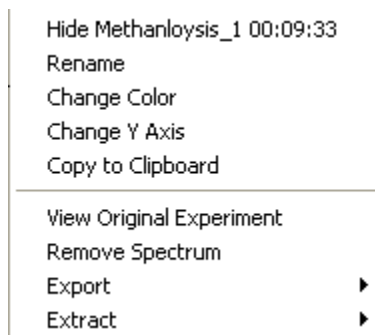 Hide Methanloysis_1 00:09:33
Rename
Change Color
Change Y Axis
Copy to Clipboard
View Original Experiment
Remove Spectrum
Export
Extract